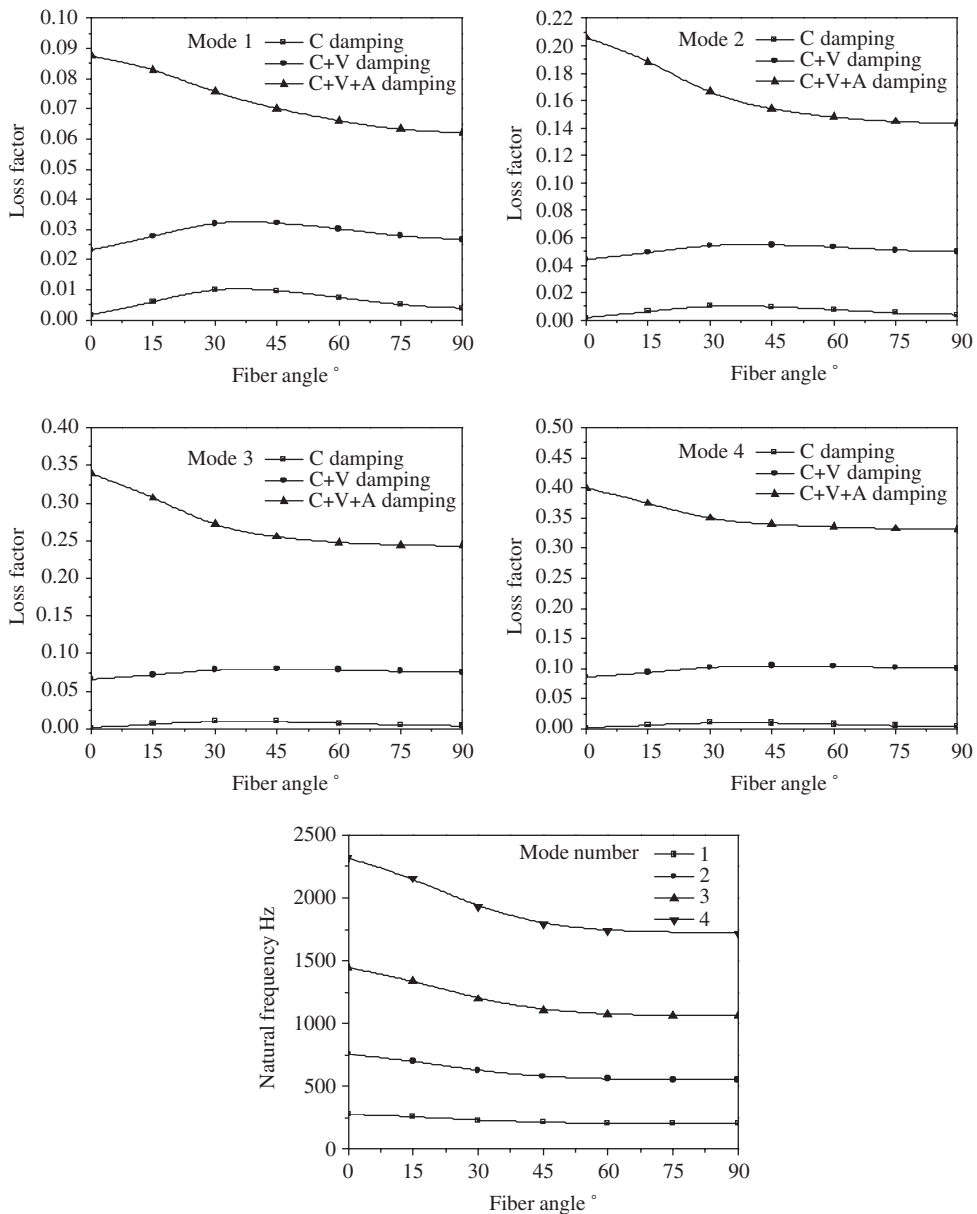 0.10
0.09
0.08
0.07
0.06
0.05
0.04
0.03
0.02
0.01
0.00
Loss factor
Mode 1
C damping
C+V damping
C+V+A damping
0 15 30 45 60 75 90
Fiber angle °
0.22
0.20
0.18
0.16
0.14
0.12
0.10
0.08
0.06
0.04
0.02
0.00
Loss factor
Mode 2
C damping
C+V damping
C+V+A damping
0 15 30 45 60 75 90
Fiber angle °
0.40
0.35
0.30
0.25
0.20
0.15
0.10
0.05
0.00
Loss factor
Mode 3
C damping
C+V damping
C+V+A damping
0 15 30 45 60 75 90
Fiber angle °
0.50
0.45
0.40
0.35
0.30
0.25
0.20
0.15
0.10
0.05
0.00
Loss factor
Mode 4
C damping
C+V damping
C+V+A damping
0 15 30 45 60 75 90
Fiber angle °
2500
2000
1500
1000
500
0
Natural frequency Hz
Mode number
1
2
3
4
0 15 30 45 60 75 90
Fiber angle °